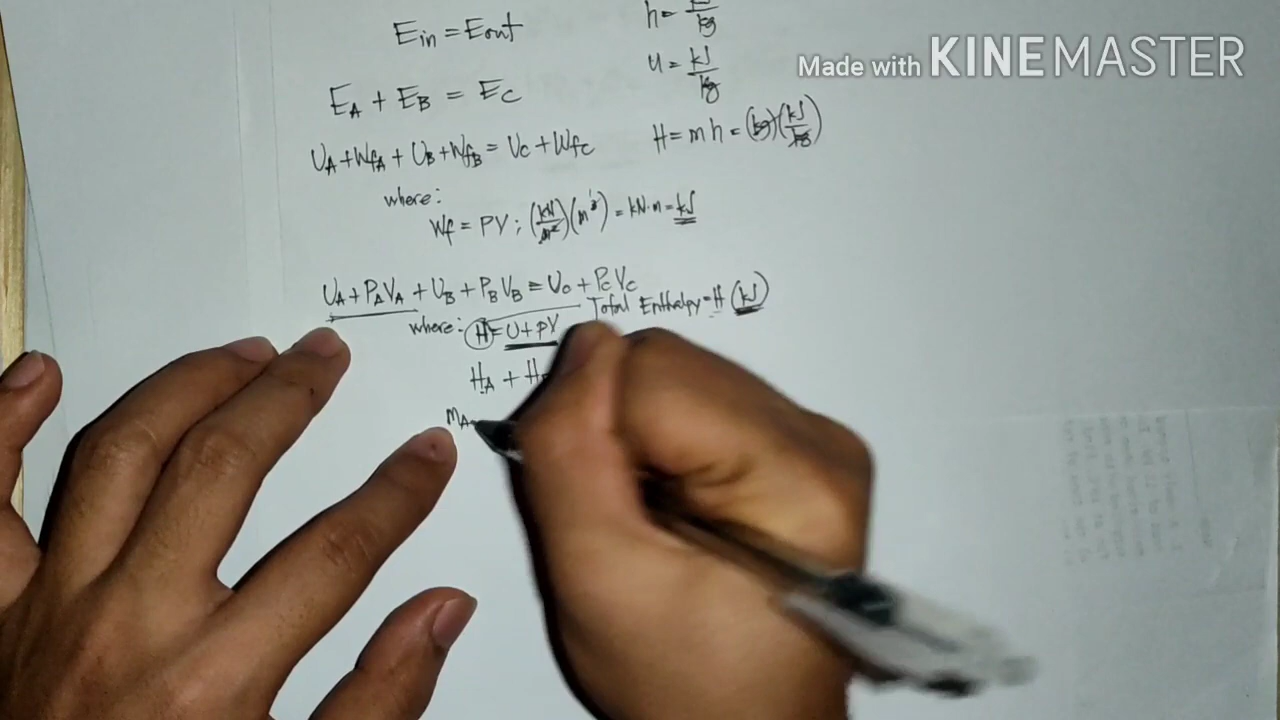 Made with KINEMASTER
Ein = Eout
h = kJ/kg
u = kJ/kg
EA + EB = EC
H = m h = (kg)(kJ/kg)
UA + WfA + UB + WfB = UC + WfC
where:
Wf = PV ; (kN/m²)(m³) = kN·m = kJ
UA + PAVA + UB + PBVB = UC + PCVC
where: H = U + PV Total Enthalpy = H (kJ)
HA + H
mA